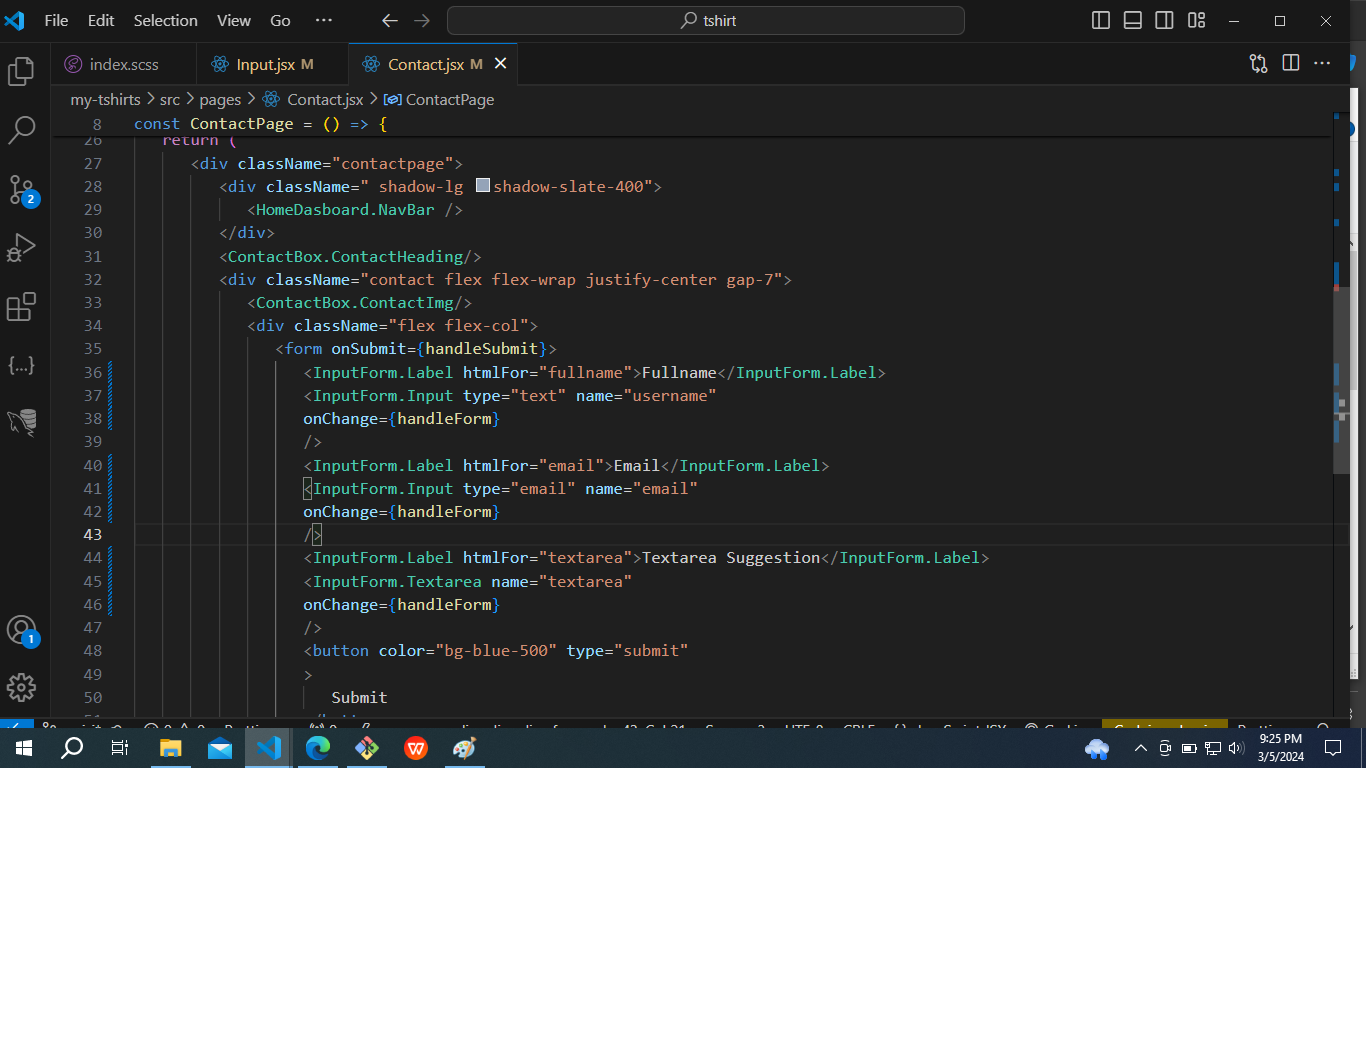 File Edit Selection View Go ··· tshirt
index.scss Input.jsx M Contact.jsx M
my-tshirts > src > pages > Contact.jsx > ContactPage
8 const ContactPage = () => {
26 return (
27 <div className="contactpage">
28 <div className=" shadow-lg shadow-slate-400">
29 <HomeDasboard.NavBar />
30 </div>
31 <ContactBox.ContactHeading/>
32 <div className="contact flex flex-wrap justify-center gap-7">
33 <ContactBox.ContactImg/>
34 <div className="flex flex-col">
35 <form onSubmit={handleSubmit}>
36 <InputForm.Label htmlFor="fullname">Fullname</InputForm.Label>
37 <InputForm.Input type="text" name="username"
38 onChange={handleForm}
39 />
40 <InputForm.Label htmlFor="email">Email</InputForm.Label>
41 <InputForm.Input type="email" name="email"
42 onChange={handleForm}
43 />
44 <InputForm.Label htmlFor="textarea">Textarea Suggestion</InputForm.Label>
45 <InputForm.Textarea name="textarea"
46 onChange={handleForm}
47 />
48 <button color="bg-blue-500" type="submit"
49 >
50 Submit
2
1
9:25 PM
3/5/2024